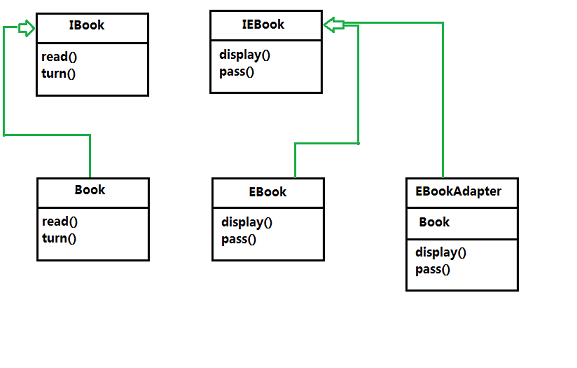 IBook
read()
turn()
IEBook
display()
pass()
Book
read()
turn()
EBook
display()
pass()
EBookAdapter
Book
display()
pass()